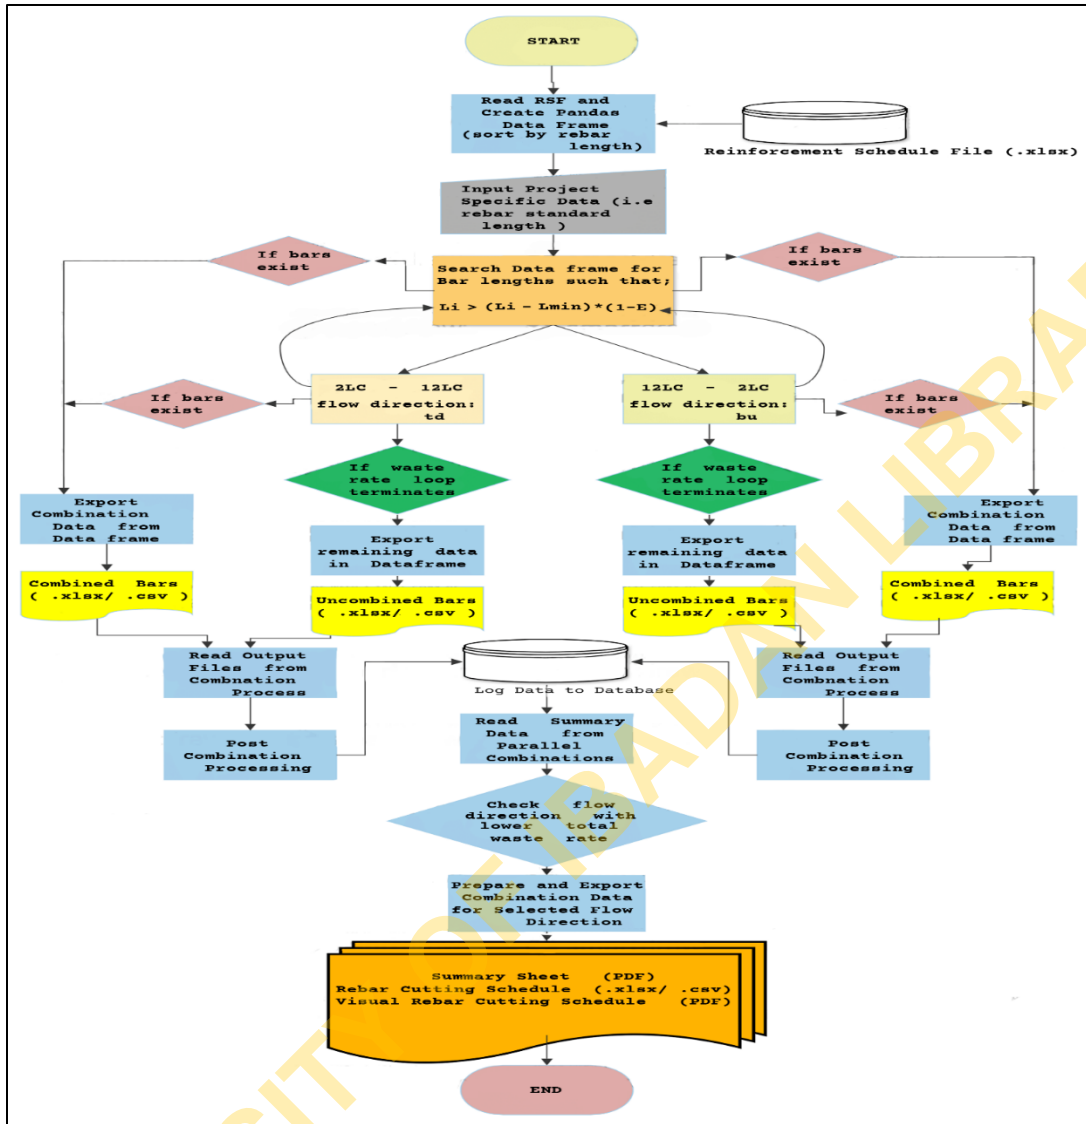 START
Read RSF and
Create Pandas
Data Frame
(sort by rebar
length)
Reinforcement Schedule File (.xlsx)
Input Project
Specific Data (i.e
rebar standard
length )
If bars
exist
Search Data frame for
Bar lengths such that;
Li > (Li - Lmin)*(1-E)
If bars
exist
If bars
exist
2LC - 12LC
flow direction:
td
12LC - 2LC
flow direction:
bu
If bars
exist
If waste
rate loop
terminates
If waste
rate loop
terminates
Export
Combination
Data from
Data frame
Export
remaining data
in Dataframe
Export
remaining data
in Dataframe
Export
Combination
Data from
Data frame
Combined Bars
( .xlsx/ .csv )
Uncombined Bars
( .xlsx/ .csv )
Uncombined Bars
( .xlsx/ .csv )
Combined Bars
( .xlsx/ .csv )
Read Output
Files from
Combnation
Process
Log Data to Database
Read Output
Files from
Combnation
Process
Post
Combination
Processing
Read Summary
Data from
Parallel
Combinations
Post
Combination
Processing
Check flow
direction with
lower total
waste rate
Prepare and Export
Combination Data
for Selected Flow
Direction
Summary Sheet (PDF)
Rebar Cutting Schedule (.xlsx/ .csv)
Visual Rebar Cutting Schedule (PDF)
END
OF IBADAN